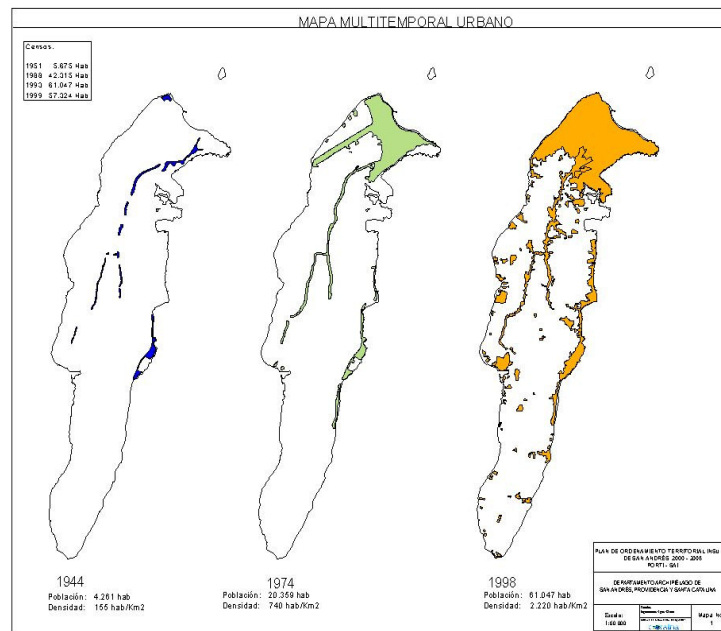 MAPA MULTITEMPORAL URBANO
Censos:
1951 5.675 Hab
1988 42.315 Hab
1993 61.047 Hab
1999 57.324 Hab
1944
Población: 4.261 hab
Densidad: 155 hab/Km2
1974
Población: 20.359 hab
Densidad: 740 hab/Km2
1998
Población: 61.047 hab
Densidad: 2.220 hab/Km2
PLAN DE ORDENAMIENTO TERRITORIAL
DE SAN ANDRÉS 2000 - 2005
DEPARTAMENTO ARCHIPIÉLAGO DE
SAN ANDRÉS, PROVIDENCIA Y SANTA CATALINA
Escala:
1:60 000
Mapa No
1